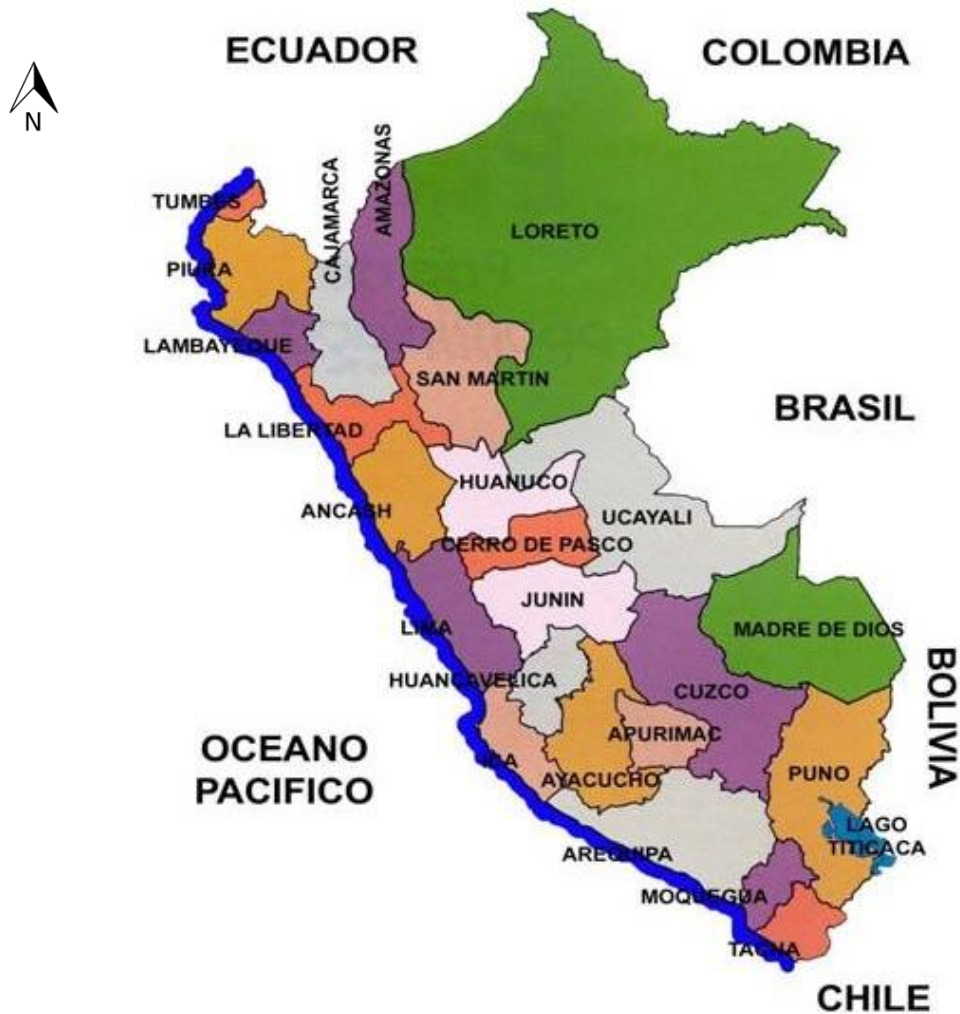 ECUADOR
COLOMBIA
N
TUMBES
CAJAMARCA
AMAZONAS
LORETO
PIURA
LAMBAYEQUE
SAN MARTIN
BRASIL
LA LIBERTAD
HUANUCO
ANCASH
UCAYALI
CERRO DE PASCO
JUNIN
LIMA
MADRE DE DIOS
HUANCAVELICA
CUZCO
BOLIVIA
APURIMAC
OCEANO
PACIFICO
ICA
AYACUCHO
PUNO
LAGO
TITICACA
AREQUIPA
MOQUEGUA
TACNA
CHILE